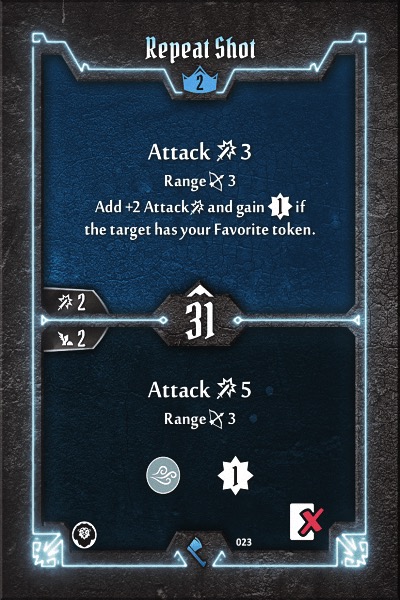 Repeat Shot
2
Attack 3
Range 3
Add +2 Attack and gain 1 if
the target has your Favorite token.
2
31
2
Attack 5
Range 3
1
023